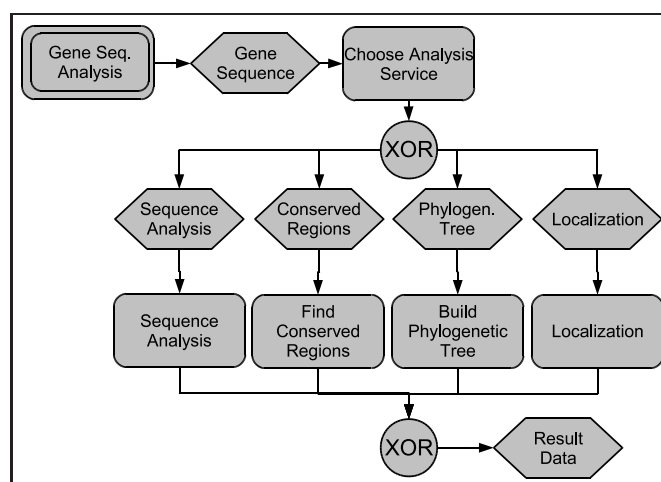 Gene Seq.
Analysis
Gene
Sequence
Choose Analysis
Service
XOR
Sequence
Analysis
Conserved
Regions
Phylogen.
Tree
Localization
Sequence
Analysis
Find
Conserved
Regions
Build
Phylogenetic
Tree
Localization
XOR
Result
Data